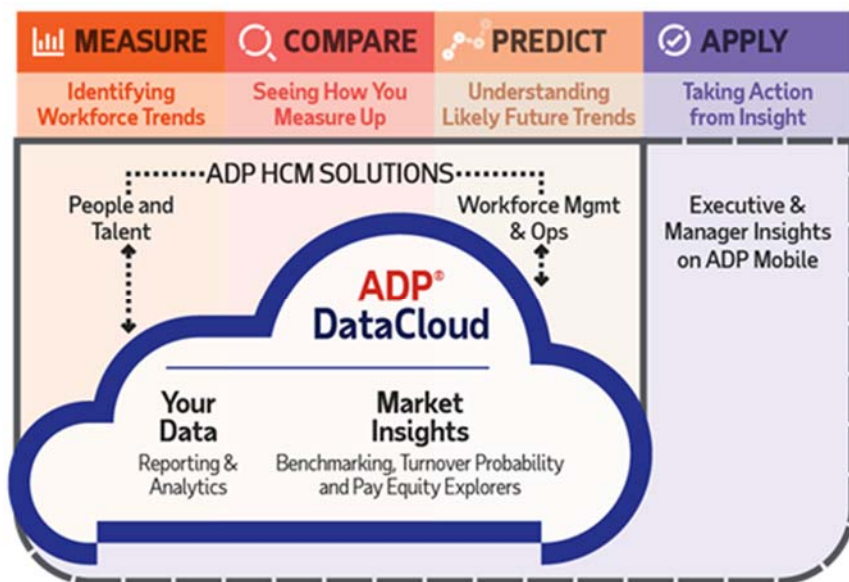 MEASURE
COMPARE
PREDICT
APPLY
Identifying
Workforce Trends
Seeing How You
Measure Up
Understanding
Likely Future Trends
Taking Action
from Insight
ADP HCM SOLUTIONS
People and
Talent
Workforce Mgmt
& Ops
Executive &
Manager Insights
on ADP Mobile
ADP®
DataCloud
Your
Data
Reporting &
Analytics
Market
Insights
Benchmarking, Turnover Probability
and Pay Equity Explorers